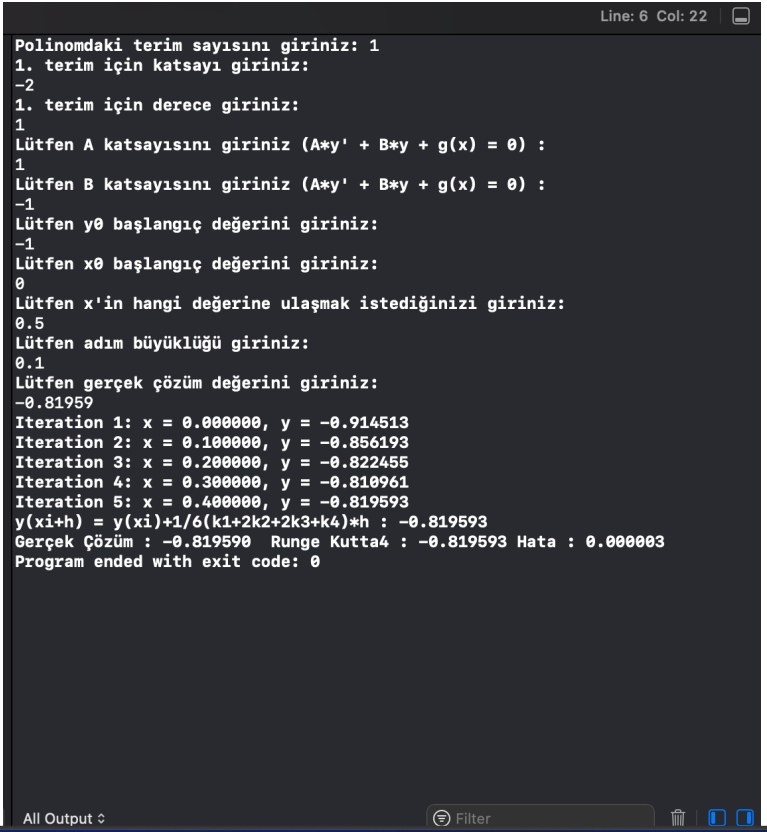 Line: 6 Col: 22
Polinomdaki terim sayısını giriniz: 1
1. terim için katsayı giriniz:
-2
1. terim için derece giriniz:
1
Lütfen A katsayısını giriniz (A*y' + B*y + g(x) = 0) :
1
Lütfen B katsayısını giriniz (A*y' + B*y + g(x) = 0) :
-1
Lütfen y0 başlangıç değerini giriniz:
-1
Lütfen x0 başlangıç değerini giriniz:
0
Lütfen x'in hangi değerine ulaşmak istediğinizi giriniz:
0.5
Lütfen adım büyüklüğü giriniz:
0.1
Lütfen gerçek çözüm değerini giriniz:
-0.81959
Iteration 1: x = 0.000000, y = -0.914513
Iteration 2: x = 0.100000, y = -0.856193
Iteration 3: x = 0.200000, y = -0.822455
Iteration 4: x = 0.300000, y = -0.810961
Iteration 5: x = 0.400000, y = -0.819593
y(xi+h) = y(xi)+1/6(k1+2k2+2k3+k4)*h : -0.819593
Gerçek Çözüm : -0.819590  Runge Kutta4 : -0.819593 Hata : 0.000003
Program ended with exit code: 0
All Output
Filter